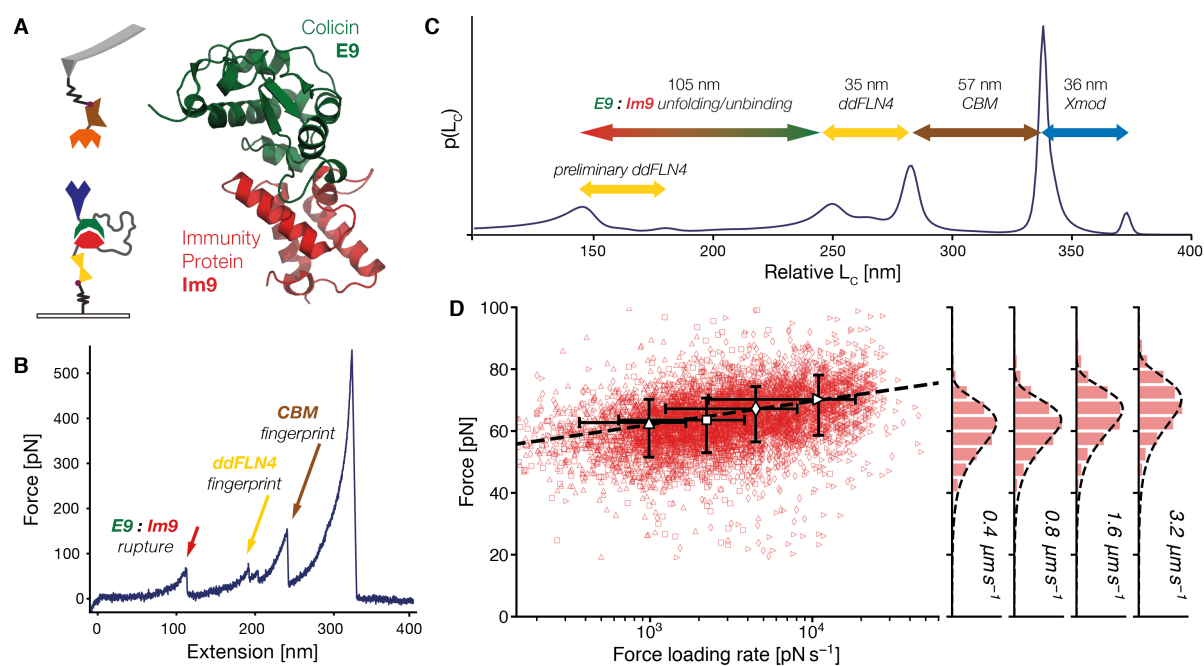 A
Colicin
E9
Immunity
Protein
Im9
B
Force [pN]
500
400
300
200
100
0
E9 : Im9
rupture
ddFLN4
fingerprint
CBM
fingerprint
0
100
200
300
400
Extension [nm]
C
p(L_C)
105 nm
E9 : Im9 unfolding/unbinding
35 nm
ddFLN4
57 nm
CBM
36 nm
Xmod
preliminary ddFLN4
150
200
250
300
350
400
Relative L_C [nm]
D
Force [pN]
100
80
60
40
20
0
10³
10⁴
Force loading rate [pN s⁻¹]
0.4 µm s⁻¹
0.8 µm s⁻¹
1.6 µm s⁻¹
3.2 µm s⁻¹